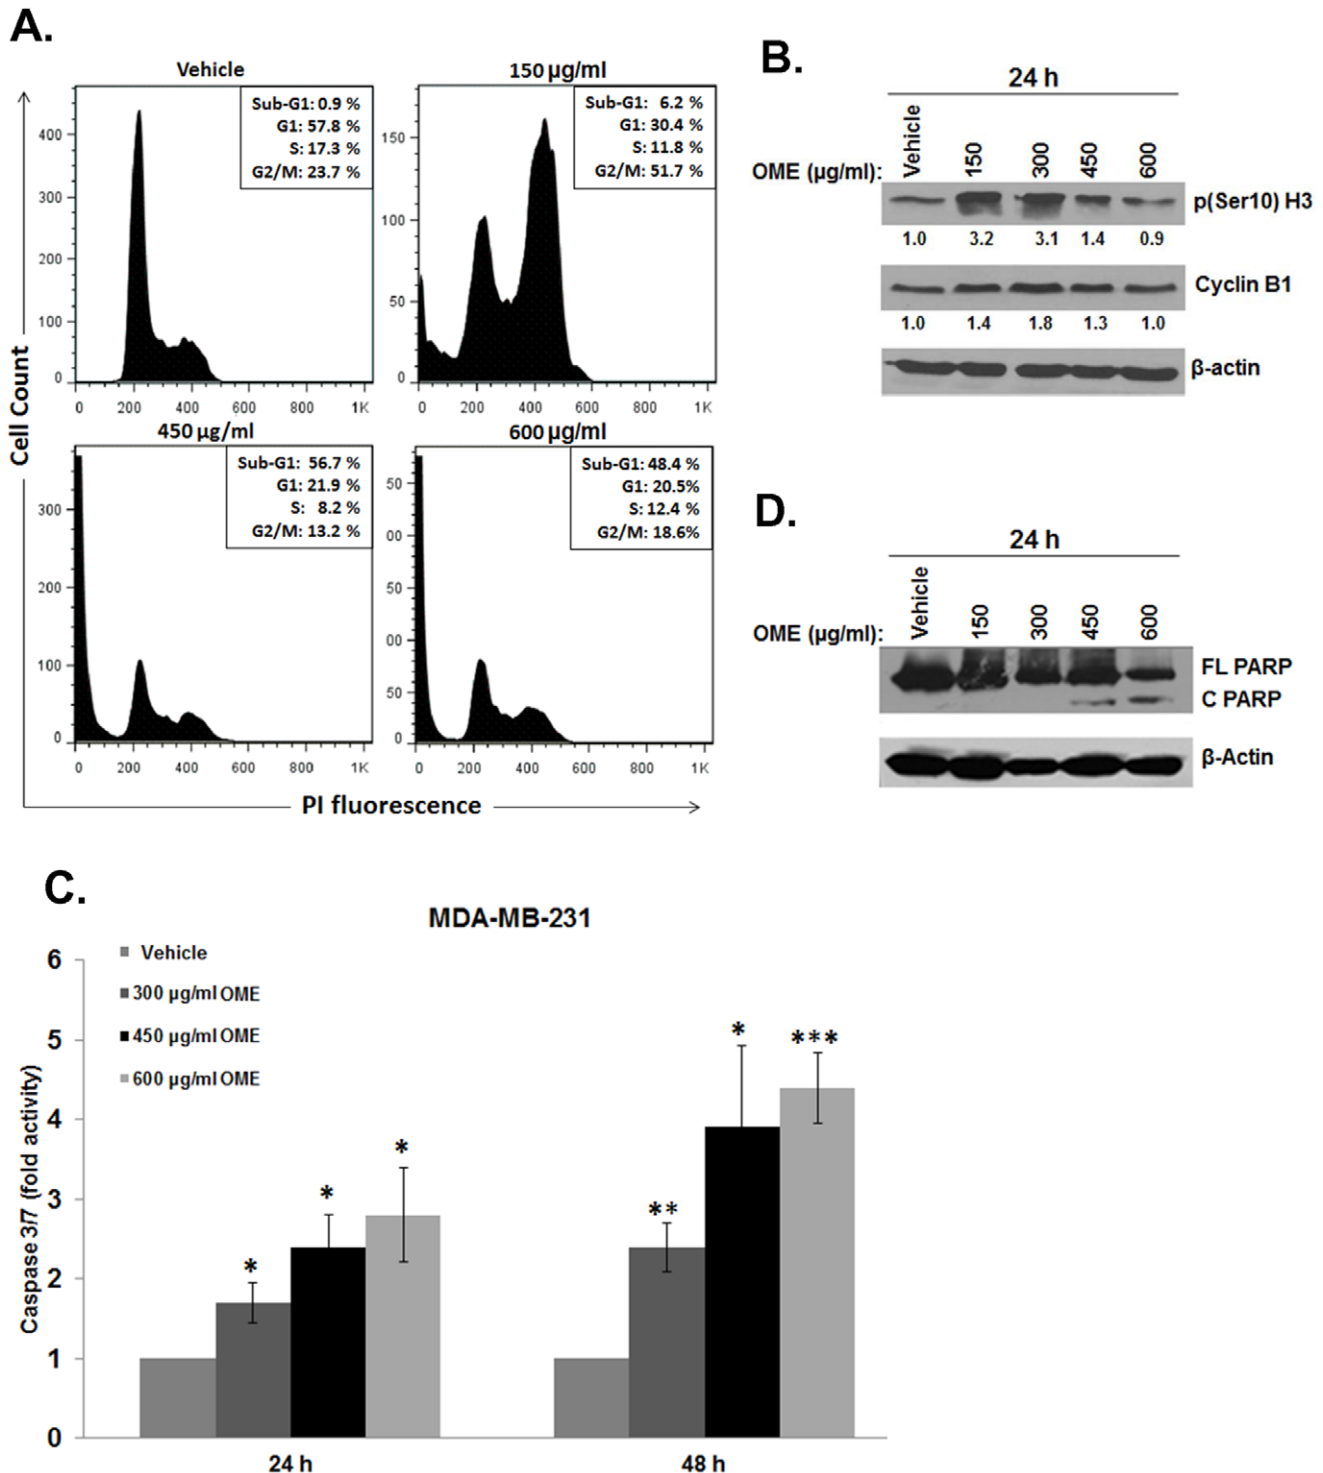 A.
Vehicle
Sub-G1: 0.9 %
G1: 57.8 %
S: 17.3 %
G2/M: 23.7 %
400
300
200
100
0
0 200 400 600 800 1K
150 µg/ml
Sub-G1: 6.2 %
G1: 30.4 %
S: 11.8 %
G2/M: 51.7 %
150
100
50
0
0 200 400 600 800 1K
450 µg/ml
Sub-G1: 56.7 %
G1: 21.9 %
S: 8.2 %
G2/M: 13.2 %
300
200
100
0
0 200 400 600 800 1K
600 µg/ml
Sub-G1: 48.4 %
G1: 20.5%
S: 12.4 %
G2/M: 18.6%
50
00
50
00
50
0
0 200 400 600 800 1K
Cell Count
PI fluorescence
B.
24 h
OME (µg/ml): Vehicle 150 300 450 600
p(Ser10) H3
1.0 3.2 3.1 1.4 0.9
Cyclin B1
1.0 1.4 1.8 1.3 1.0
β-actin
D.
24 h
OME (µg/ml): Vehicle 150 300 450 600
FL PARP
C PARP
β-Actin
C.
MDA-MB-231
Vehicle
300 µg/ml OME
450 µg/ml OME
600 µg/ml OME
Caspase 3/7 (fold activity)
6
5
4
3
2
1
0
* * * ** * ***
24 h 48 h